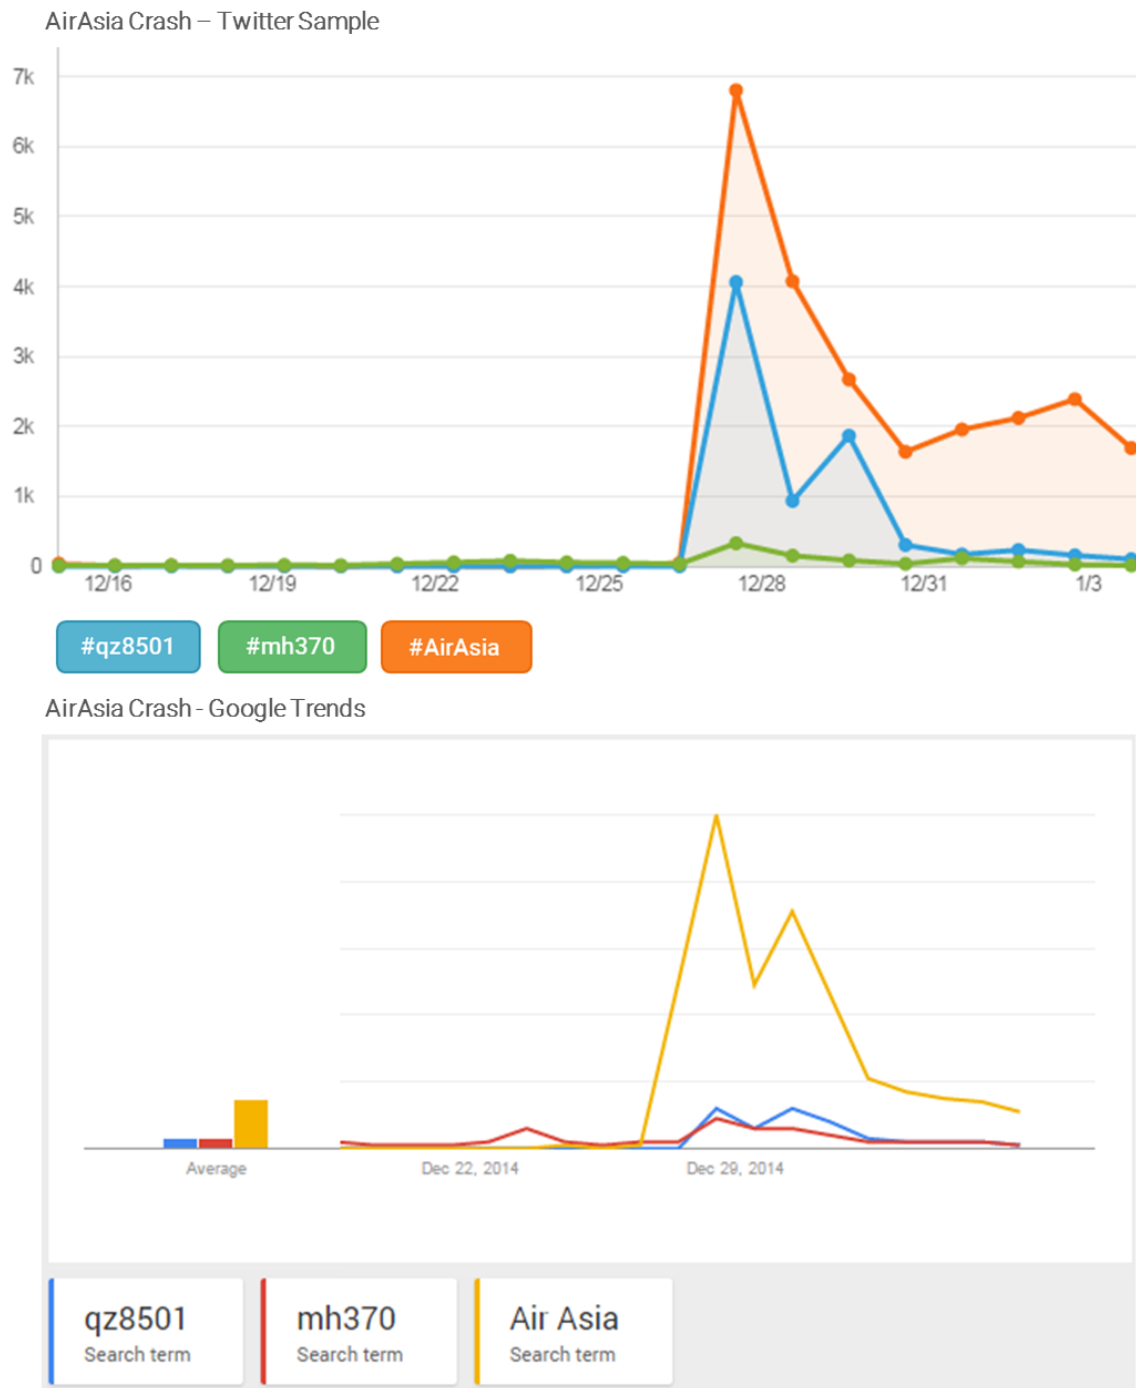 AirAsia Crash – Twitter Sample
7k
6k
5k
4k
3k
2k
1k
0
12/16 12/19 12/22 12/25 12/28 12/31 1/3
#qz8501 #mh370 #AirAsia
AirAsia Crash - Google Trends
Average Dec 22, 2014 Dec 29, 2014
qz8501 mh370 Air Asia
Search term Search term Search term